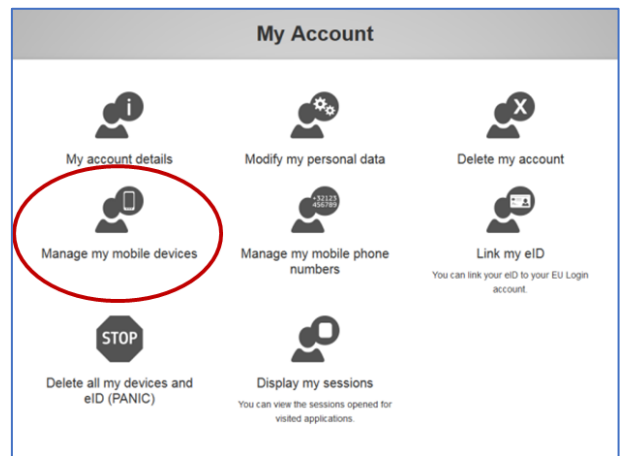 My Account
i
X
My account details
Modify my personal data
Delete my account
+32123
456789
Manage my mobile devices
Manage my mobile phone
numbers
Link my eID
You can link your eID to your EU Login
account.
STOP
Delete all my devices and
eID (PANIC)
Display my sessions
You can view the sessions opened for
visited applications.